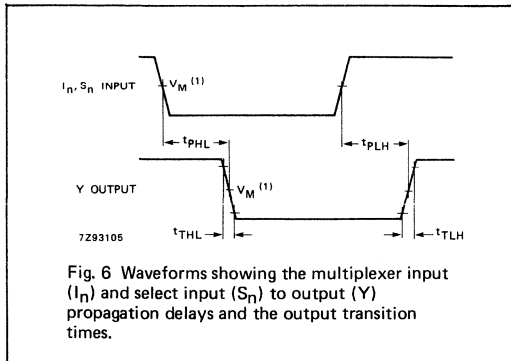 In, Sn INPUT
VM (1)
tPHL
tPLH
Y OUTPUT
VM (1)
7Z93105
tTHL
tTLH
Fig. 6 Waveforms showing the multiplexer input
(In) and select input (Sn) to output (Y)
propagation delays and the output transition
times.